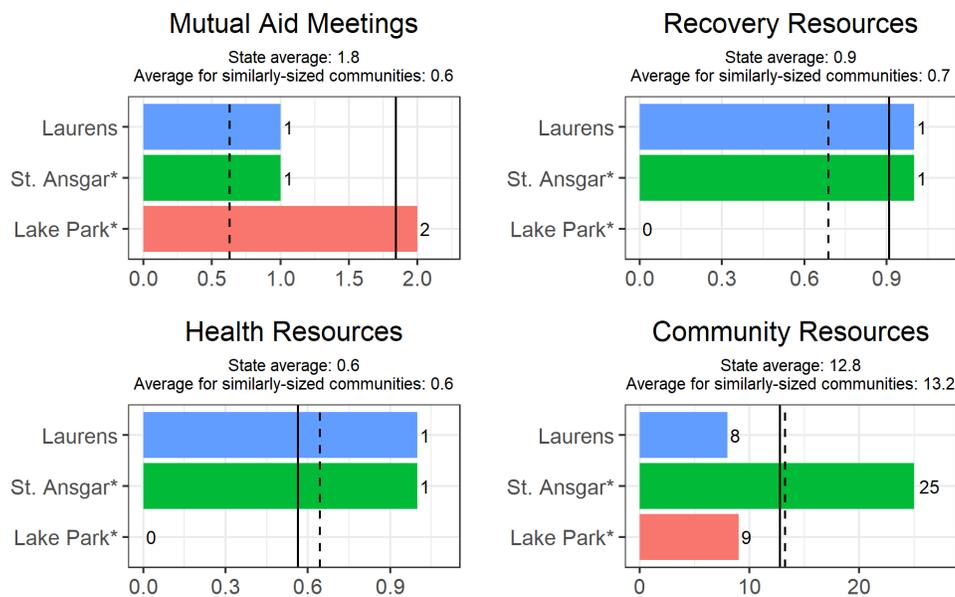 Mutual Aid Meetings
State average: 1.8
Average for similarly-sized communities: 0.6
Laurens
1
St. Ansgar*
1
Lake Park*
2
0.0 0.5 1.0 1.5 2.0
Recovery Resources
State average: 0.9
Average for similarly-sized communities: 0.7
Laurens
1
St. Ansgar*
1
Lake Park*
0
0.0 0.3 0.6 0.9
Health Resources
State average: 0.6
Average for similarly-sized communities: 0.6
Laurens
1
St. Ansgar*
1
Lake Park*
0
0.0 0.3 0.6 0.9
Community Resources
State average: 12.8
Average for similarly-sized communities: 13.2
Laurens
8
St. Ansgar*
25
Lake Park*
9
0 10 20